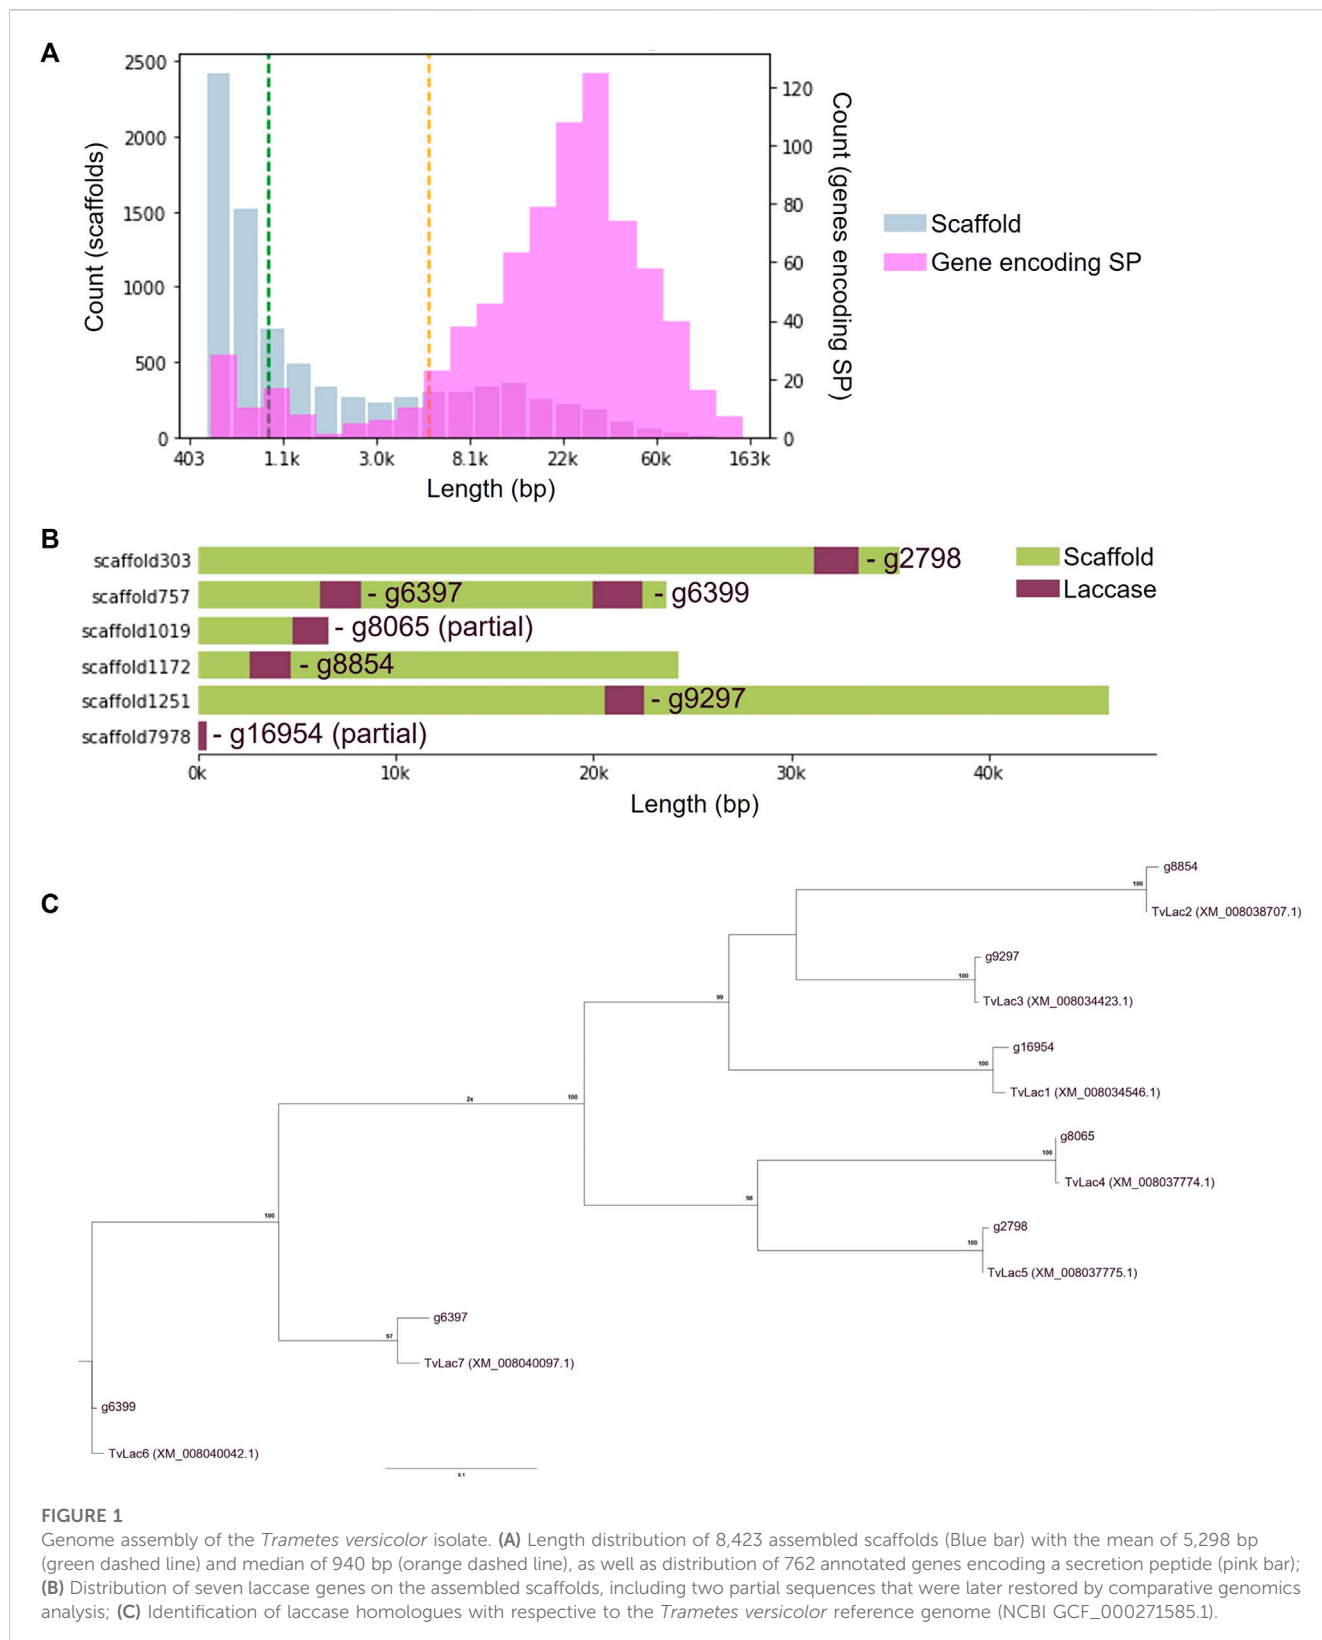 A
2500
2000
1500
1000
500
0
Count (scaffolds)
120
100
80
60
40
20
0
Count (genes encoding SP)
403
1.1k
3.0k
8.1k
22k
60k
163k
Length (bp)
Scaffold
Gene encoding SP
B
scaffold303
- g2798
scaffold757
- g6397
- g6399
scaffold1019
- g8065 (partial)
scaffold1172
- g8854
scaffold1251
- g9297
scaffold7978
- g16954 (partial)
Scaffold
Laccase
0k
10k
20k
30k
40k
Length (bp)
C
g8854
100
TvLac2 (XM_008038707.1)
g9297
100
TvLac3 (XM_008034423.1)
99
g16954
100
TvLac1 (XM_008034546.1)
2x
100
g8065
100
TvLac4 (XM_008037774.1)
98
g2798
100
TvLac5 (XM_008037775.1)
100
g6397
97
TvLac7 (XM_008040097.1)
g6399
TvLac6 (XM_008040042.1)
0.1
FIGURE 1
Genome assembly of the Trametes versicolor isolate. (A) Length distribution of 8,423 assembled scaffolds (Blue bar) with the mean of 5,298 bp
(green dashed line) and median of 940 bp (orange dashed line), as well as distribution of 762 annotated genes encoding a secretion peptide (pink bar);
(B) Distribution of seven laccase genes on the assembled scaffolds, including two partial sequences that were later restored by comparative genomics
analysis; (C) Identification of laccase homologues with respective to the Trametes versicolor reference genome (NCBI GCF_000271585.1).